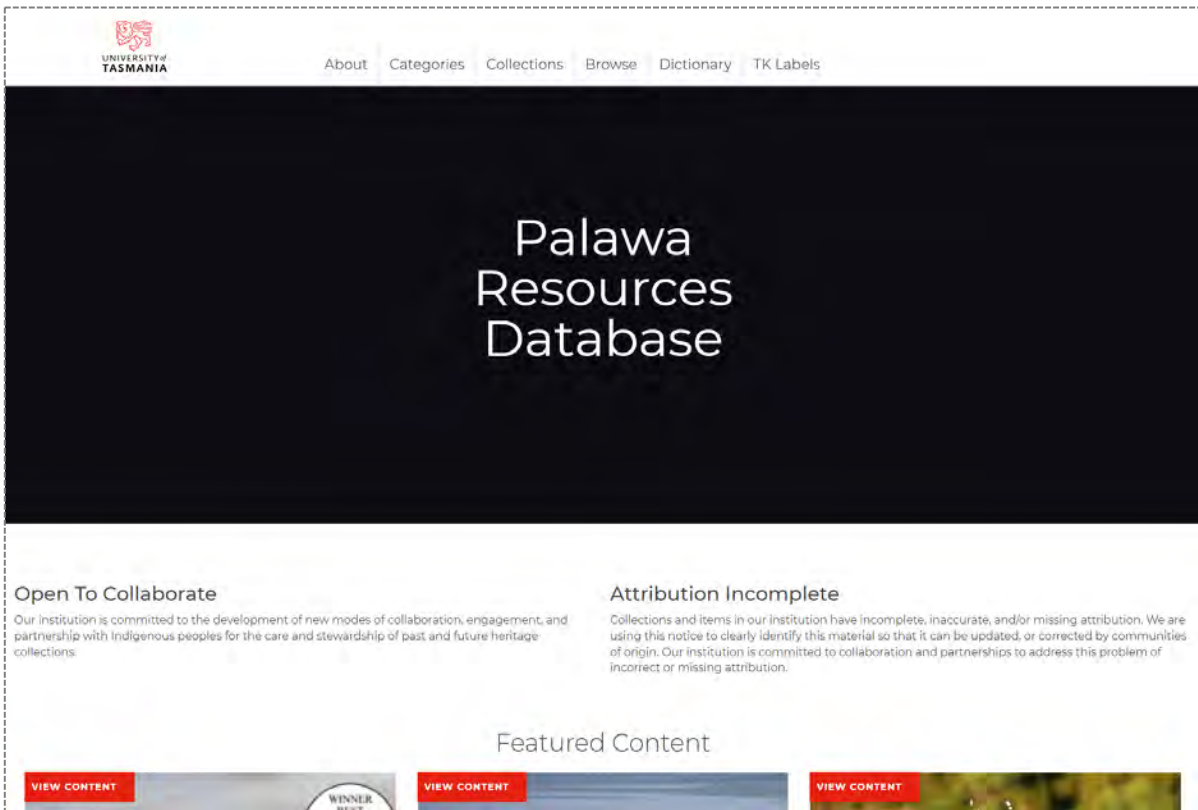 UNIVERSITY of
TASMANIA
About Categories Collections Browse Dictionary TK Labels
Palawa
Resources
Database
Open To Collaborate
Our institution is committed to the development of new modes of collaboration, engagement, and
partnership with Indigenous peoples for the care and stewardship of past and future heritage
collections.
Attribution Incomplete
Collections and items in our institution have incomplete, inaccurate, and/or missing attribution. We are
using this notice to clearly identify this material so that it can be updated, or corrected by communities
of origin. Our institution is committed to collaboration and partnerships to address this problem of
incorrect or missing attribution.
Featured Content
VIEW CONTENT
WINNER
BEST
VIEW CONTENT
VIEW CONTENT